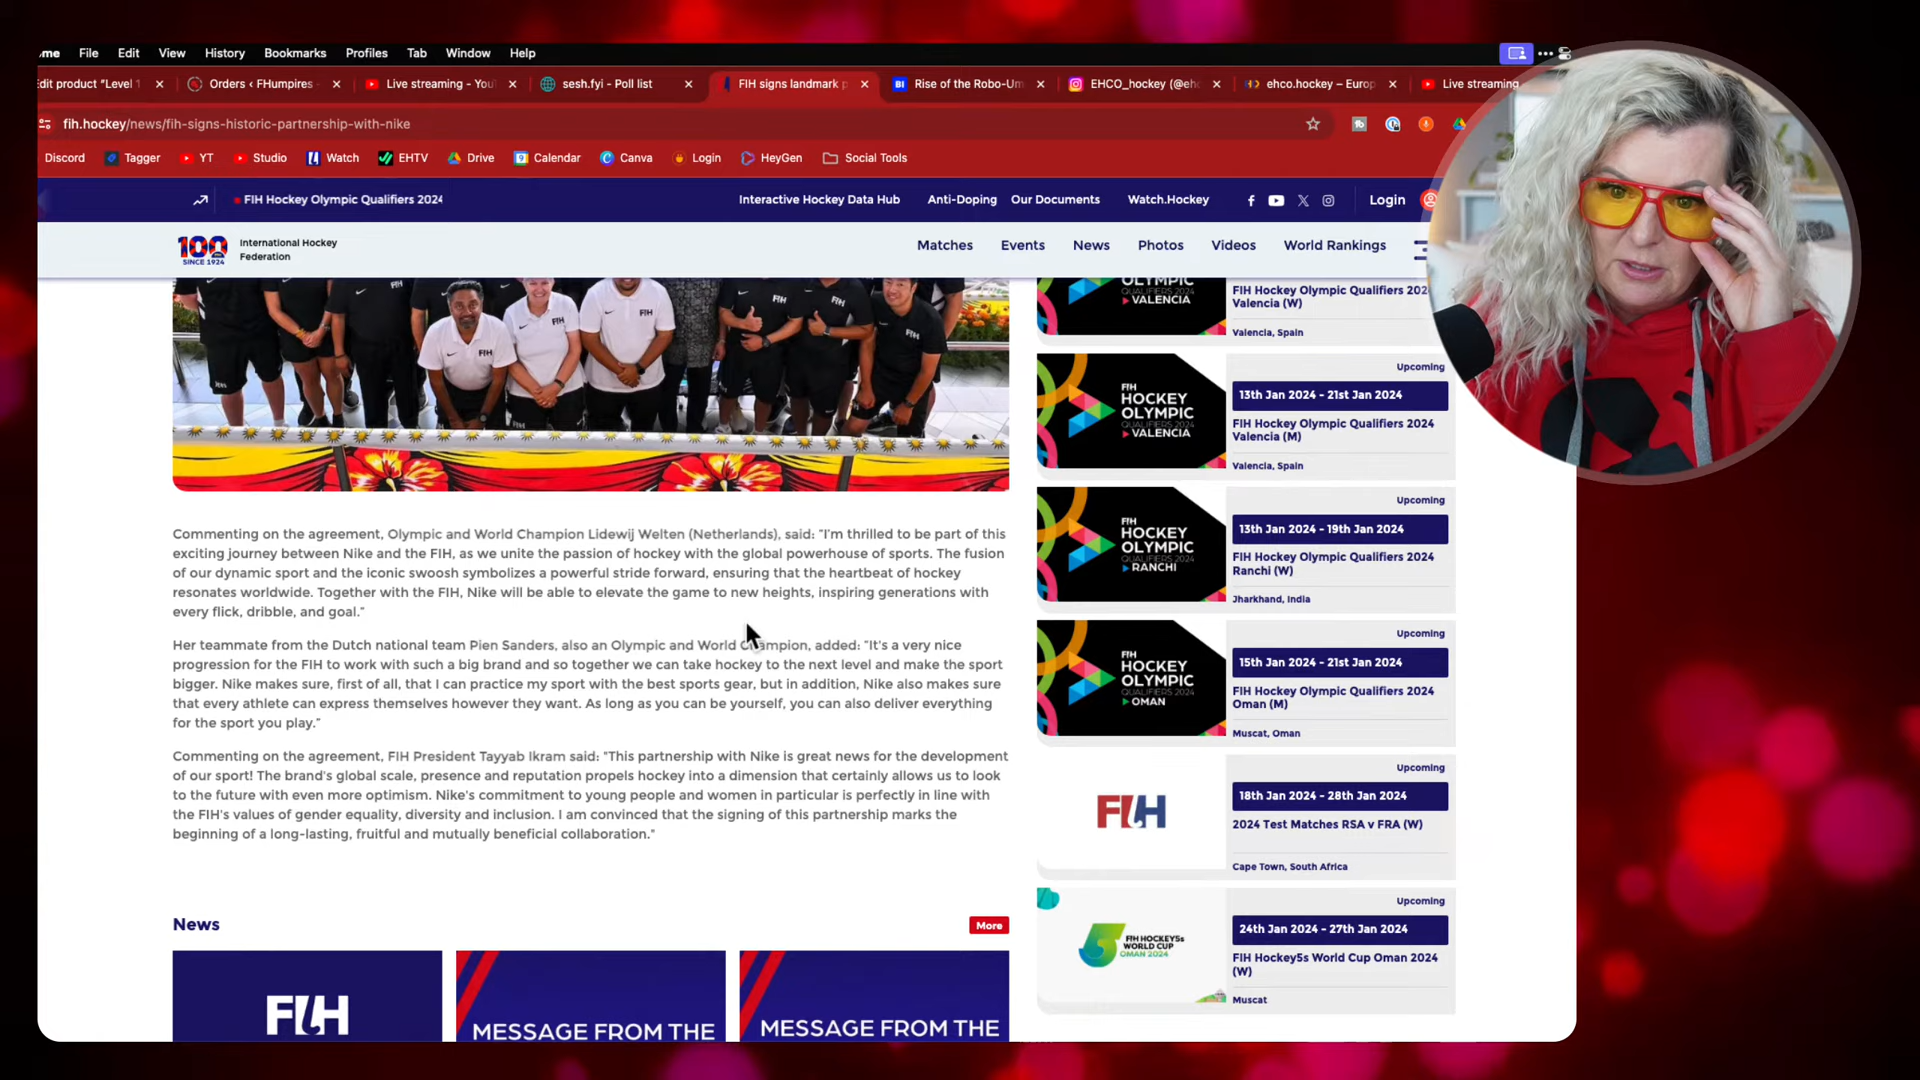 me File Edit View History Bookmarks Profiles Tab Window Help
Edit product “Level 1 Orders ‹ FHumpires - Live streaming - YouT sesh.fyi - Poll list FIH signs landmark p Rise of the Robo-Um EHCO_hockey (@ehc ehco.hockey – Europ Live streaming
fih.hockey/news/fih-signs-historic-partnership-with-nike
Discord Tagger YT Studio Watch EHTV Drive Calendar Canva Login HeyGen Social Tools
FIH Hockey Olympic Qualifiers 2024 Interactive Hockey Data Hub Anti-Doping Our Documents Watch.Hockey Login
100 SINCE 1924
International Hockey
Federation
Matches Events News Photos Videos World Rankings
FIH
FIH
FIH
FIH
FIH
FIH
Commenting on the agreement, Olympic and World Champion Lidewij Welten (Netherlands), said: “I'm thrilled to be part of this
exciting journey between Nike and the FIH, as we unite the passion of hockey with the global powerhouse of sports. The fusion
of our dynamic sport and the iconic swoosh symbolizes a powerful stride forward, ensuring that the heartbeat of hockey
resonates worldwide. Together with the FIH, Nike will be able to elevate the game to new heights, inspiring generations with
every flick, dribble, and goal.”
Her teammate from the Dutch national team Pien Sanders, also an Olympic and World Champion, added: “It's a very nice
progression for the FIH to work with such a big brand and so together we can take hockey to the next level and make the sport
bigger. Nike makes sure, first of all, that I can practice my sport with the best sports gear, but in addition, Nike also makes sure
that every athlete can express themselves however they want. As long as you can be yourself, you can also deliver everything
for the sport you play.”
Commenting on the agreement, FIH President Tayyab Ikram said: "This partnership with Nike is great news for the development
of our sport! The brand's global scale, presence and reputation propels hockey into a dimension that certainly allows us to look
to the future with even more optimism. Nike's commitment to young people and women in particular is perfectly in line with
the FIH's values of gender equality, diversity and inclusion. I am convinced that the signing of this partnership marks the
beginning of a long-lasting, fruitful and mutually beneficial collaboration."
News More
FIH
MESSAGE FROM THE
MESSAGE FROM THE
OLYMPIC
QUALIFIERS 2024
VALENCIA
FIH Hockey Olympic Qualifiers 202
Valencia (W)
Valencia, Spain
FIH
HOCKEY
OLYMPIC
QUALIFIERS 2024
VALENCIA
Upcoming
13th Jan 2024 - 21st Jan 2024
FIH Hockey Olympic Qualifiers 2024
Valencia (M)
Valencia, Spain
FIH
HOCKEY
OLYMPIC
QUALIFIERS 2024
RANCHI
Upcoming
13th Jan 2024 - 19th Jan 2024
FIH Hockey Olympic Qualifiers 2024
Ranchi (W)
Jharkhand, India
FIH
HOCKEY
OLYMPIC
QUALIFIERS 2024
OMAN
Upcoming
15th Jan 2024 - 21st Jan 2024
FIH Hockey Olympic Qualifiers 2024
Oman (M)
Muscat, Oman
FIH
Upcoming
18th Jan 2024 - 28th Jan 2024
2024 Test Matches RSA v FRA (W)
Cape Town, South Africa
5
FIH HOCKEY5s
WORLD CUP
OMAN 2024
Upcoming
24th Jan 2024 - 27th Jan 2024
FIH Hockey5s World Cup Oman 2024
(W)
Muscat